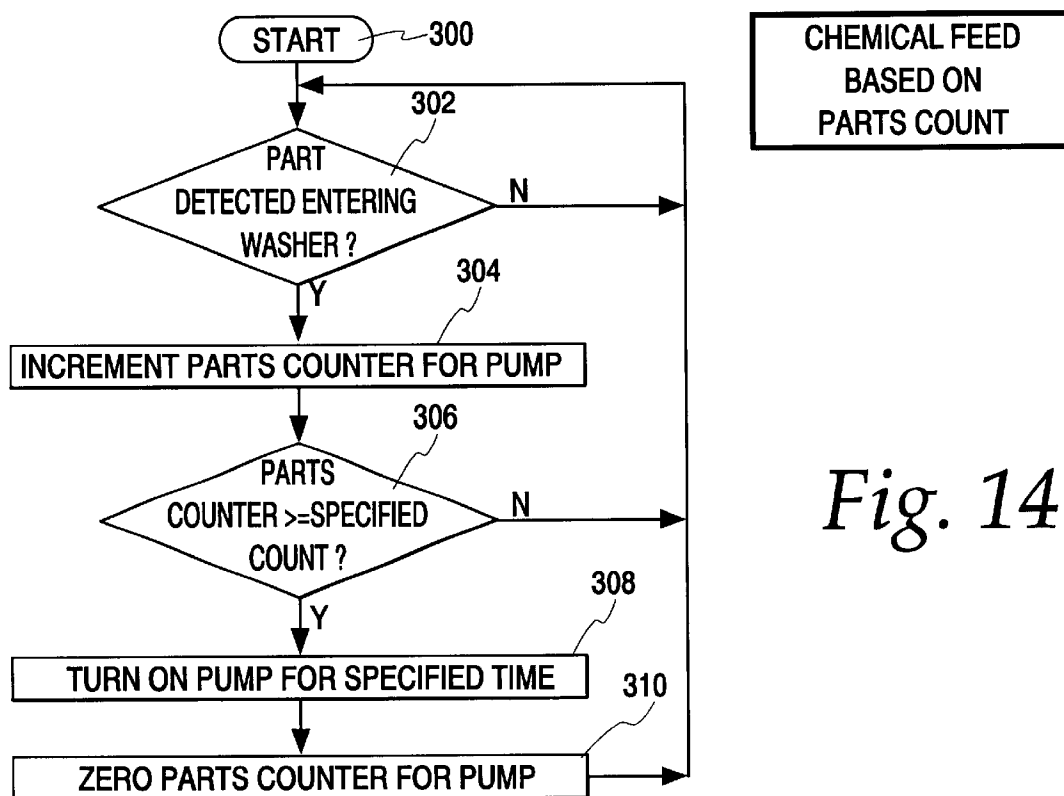 START
300
CHEMICAL FEED
BASED ON
PARTS COUNT
302
PART
DETECTED ENTERING
WASHER ?
N
Y
304
INCREMENT PARTS COUNTER FOR PUMP
306
PARTS
COUNTER >=SPECIFIED
COUNT ?
N
Y
Fig. 14
308
TURN ON PUMP FOR SPECIFIED TIME
310
ZERO PARTS COUNTER FOR PUMP